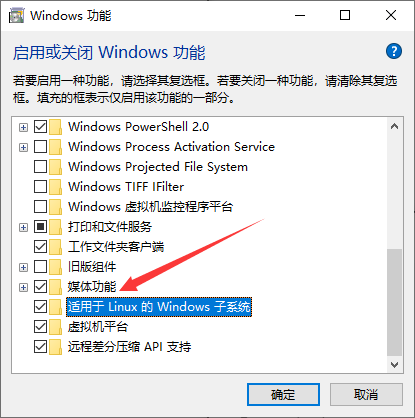 Windows 功能
启用或关闭 Windows 功能
若要启用一种功能，请选择其复选框。若要关闭一种功能，请清除其复选
框。填充的框表示仅启用该功能的一部分。
Windows PowerShell 2.0
Windows Process Activation Service
Windows Projected File System
Windows TIFF IFilter
Windows 虚拟机监控程序平台
打印和文件服务
工作文件夹客户端
旧版组件
媒体功能
适用于 Linux 的 Windows 子系统
虚拟机平台
远程差分压缩 API 支持
确定
取消